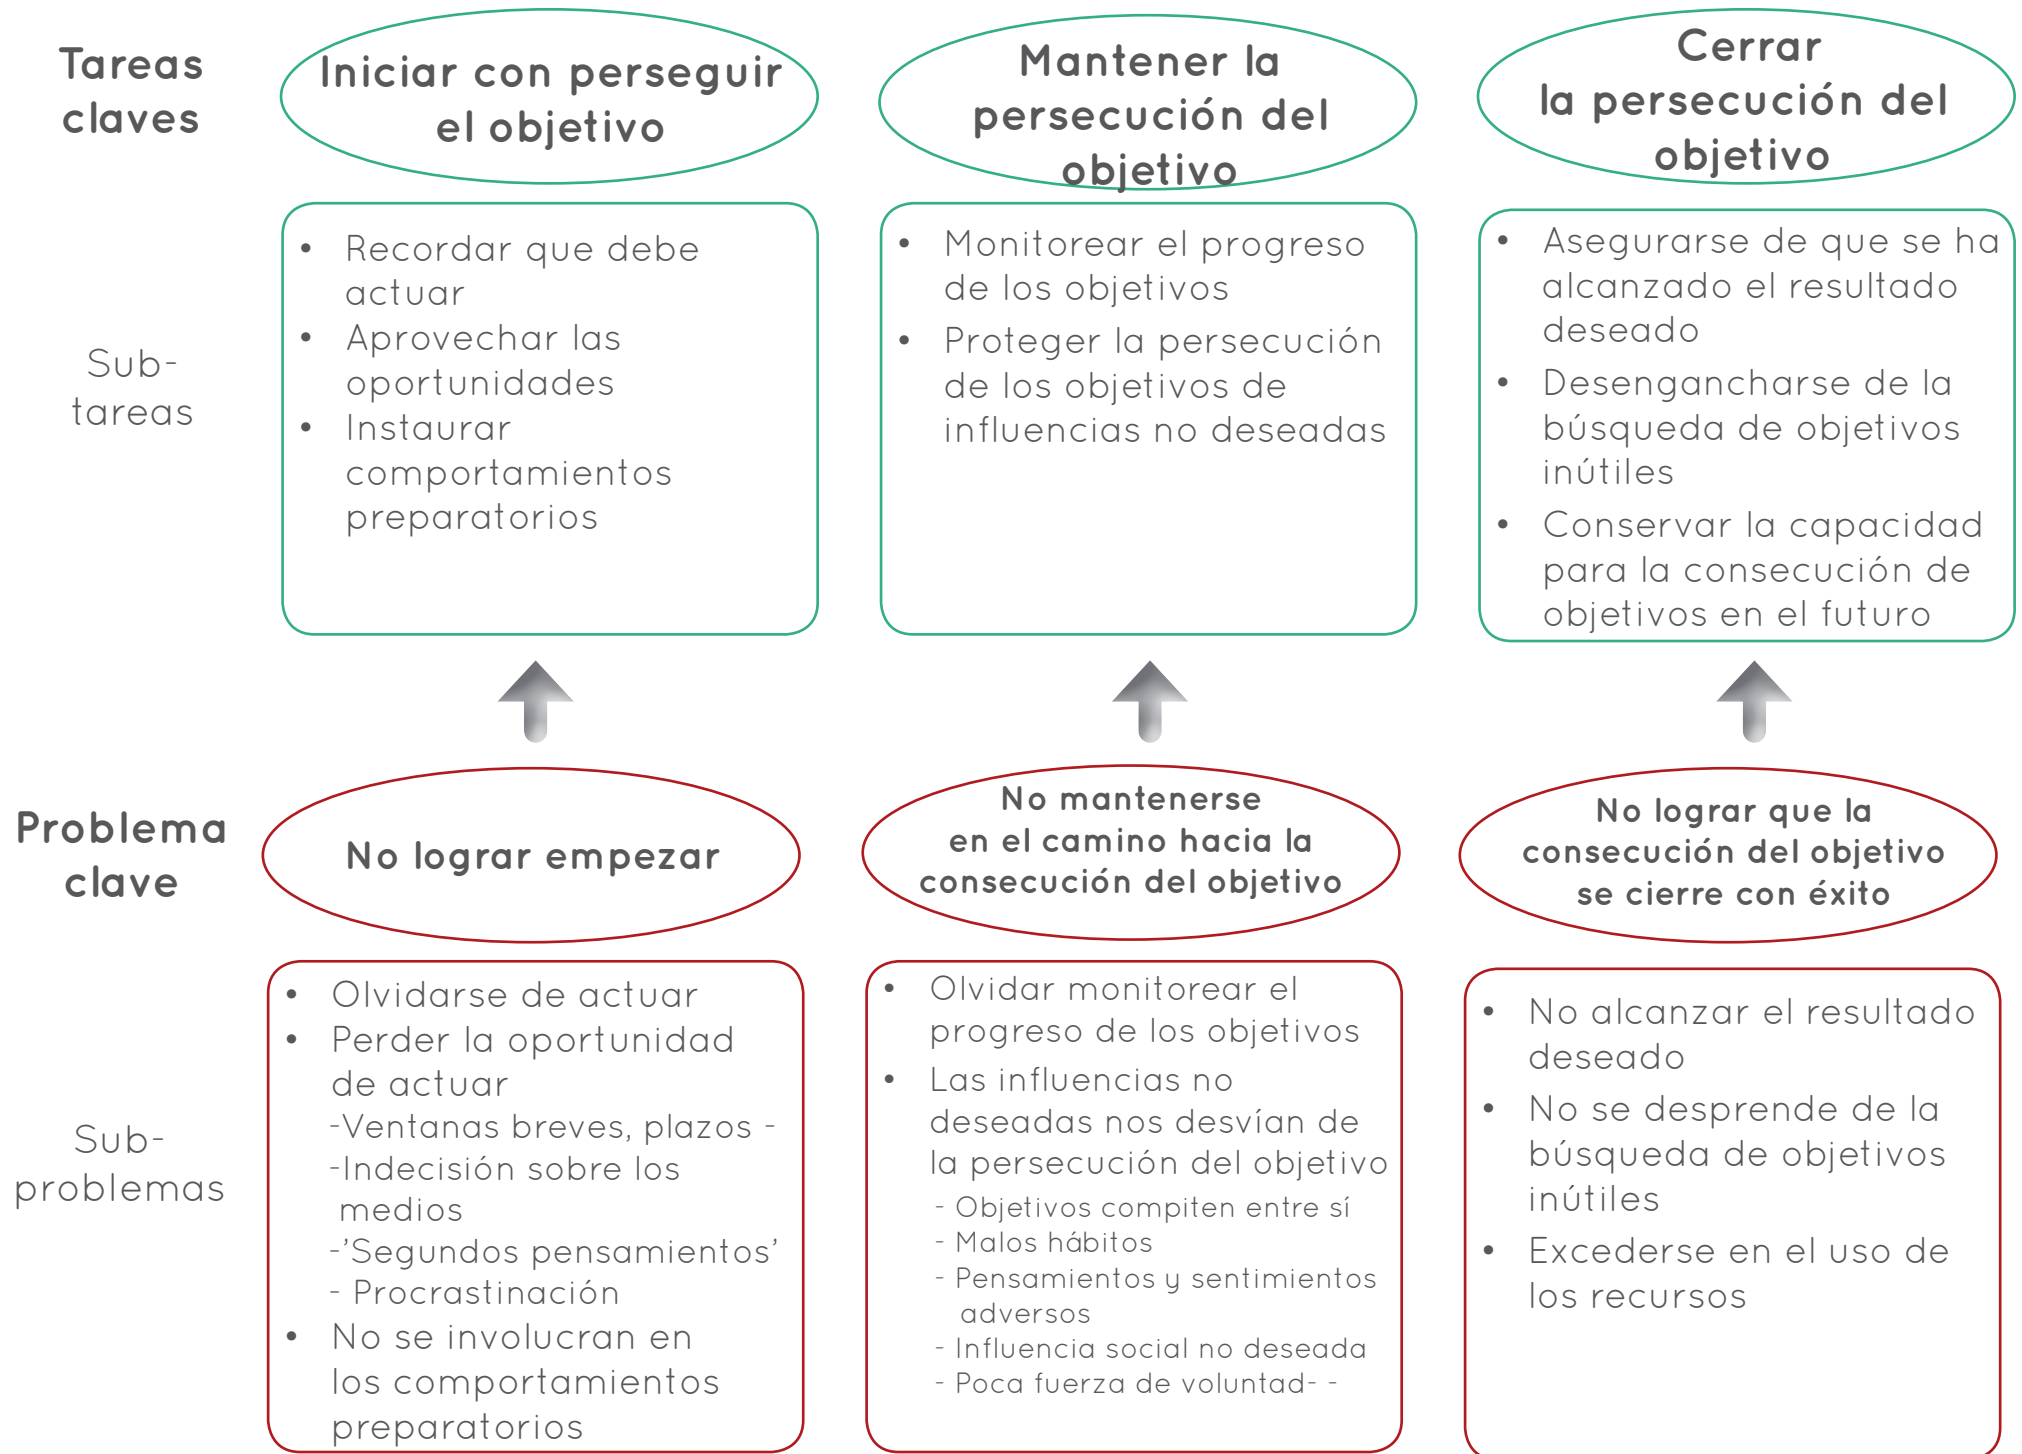 Tareas
claves
Iniciar con perseguir
el objetivo
Mantener la
persecución del
objetivo
Cerrar
la persecución del
objetivo
Sub-
tareas
• Recordar que debe
actuar
• Aprovechar las
oportunidades
• Instaurar
comportamientos
preparatorios
• Monitorear el progreso
de los objetivos
• Proteger la persecución
de los objetivos de
influencias no deseadas
• Asegurarse de que se ha
alcanzado el resultado
deseado
• Desengancharse de la
búsqueda de objetivos
inútiles
• Conservar la capacidad
para la consecución de
objetivos en el futuro
Problema
clave
No lograr empezar
No mantenerse
en el camino hacia la
consecución del objetivo
No lograr que la
consecución del objetivo
se cierre con éxito
Sub-
problemas
• Olvidarse de actuar
• Perder la oportunidad
de actuar
-Ventanas breves, plazos -
-Indecisión sobre los
medios
-’Segundos pensamientos’
- Procrastinación
• No se involucran en
los comportamientos
preparatorios
• Olvidar monitorear el
progreso de los objetivos
• Las influencias no
deseadas nos desvían de
la persecución del objetivo
- Objetivos compiten entre sí
- Malos hábitos
- Pensamientos y sentimientos
adversos
- Influencia social no deseada
- Poca fuerza de voluntad- -
• No alcanzar el resultado
deseado
• No se desprende de la
búsqueda de objetivos
inútiles
• Excederse en el uso de
los recursos